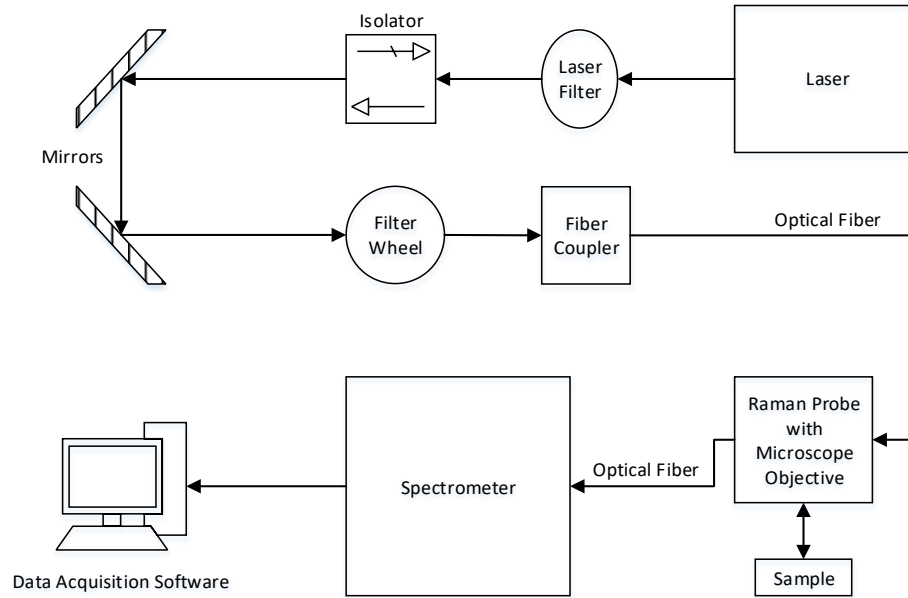 Isolator
Laser
Filter
Laser
Mirrors
Filter
Wheel
Fiber
Coupler
Optical Fiber
Raman Probe
with
Microscope
Objective
Optical Fiber
Spectrometer
Data Acquisition Software
Sample